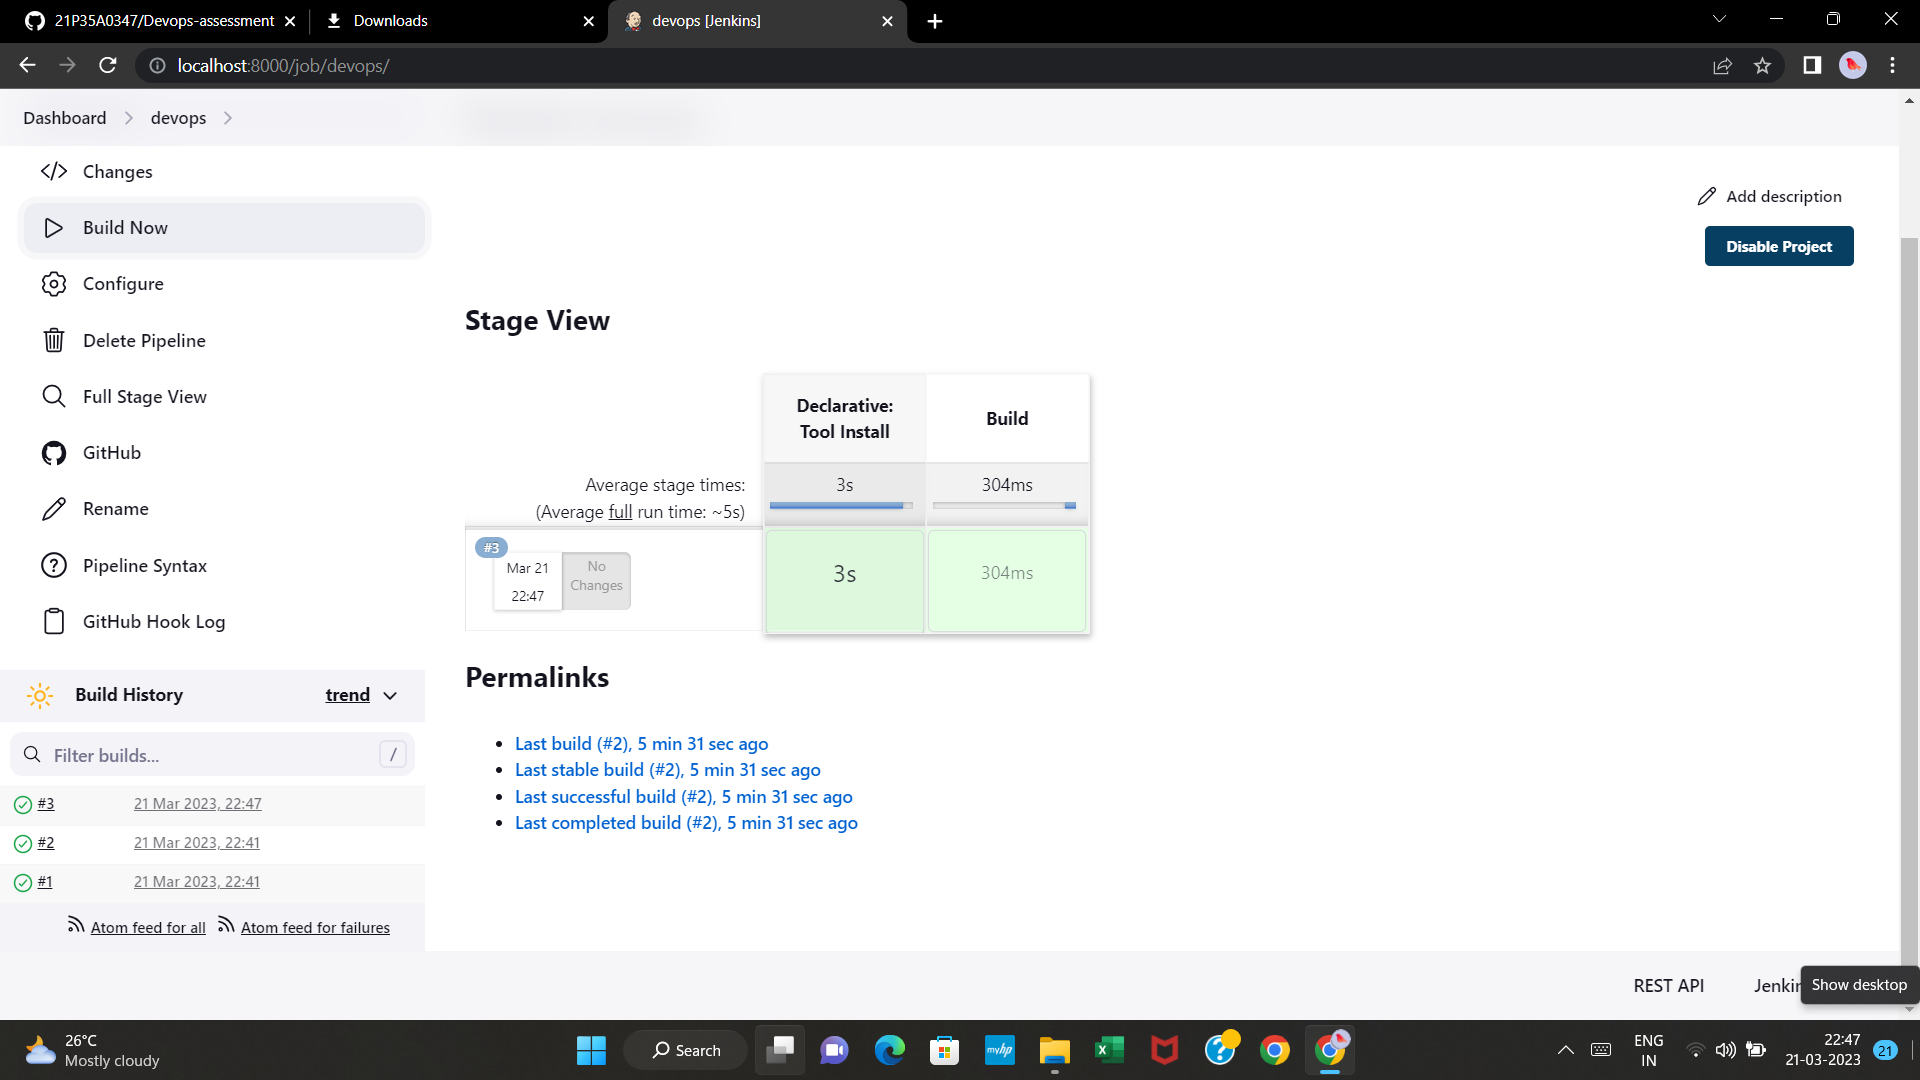 21P35A0347/Devops-assessment
Downloads
devops [Jenkins]
localhost:8000/job/devops/
Dashboard
devops
Changes
Add description
Build Now
Disable Project
Configure
Delete Pipeline
Full Stage View
GitHub
Rename
Pipeline Syntax
GitHub Hook Log
Build History
trend
Filter builds...
/
#3
21 Mar 2023, 22:47
#2
21 Mar 2023, 22:41
#1
21 Mar 2023, 22:41
Atom feed for all
Atom feed for failures
Stage View
Declarative:
Tool Install
Build
Average stage times:
(Average full run time: ~5s)
3s
304ms
#3
Mar 21
22:47
No
Changes
3s
304ms
Permalinks
Last build (#2), 5 min 31 sec ago
Last stable build (#2), 5 min 31 sec ago
Last successful build (#2), 5 min 31 sec ago
Last completed build (#2), 5 min 31 sec ago
REST API
Jenkin
Show desktop
26°C
Mostly cloudy
Search
myhp
ENG
IN
22:47
21-03-2023
21